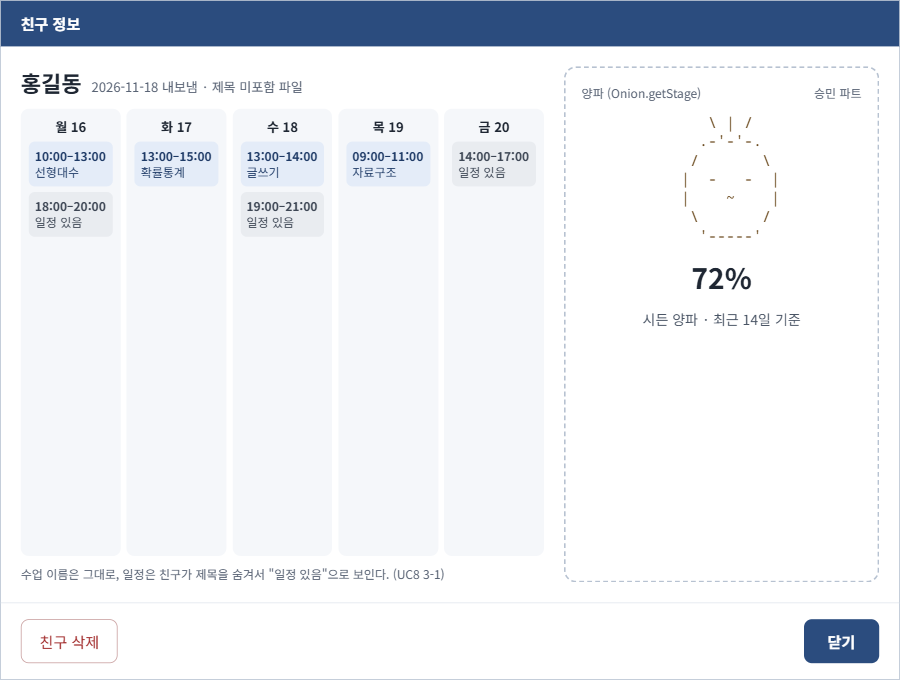 친구 정보
홍길동 2026-11-18 내보냄 · 제목 미포함 파일
월 16
10:00–13:00
선형대수
18:00–20:00
일정 있음
화 17
13:00–15:00
확률통계
수 18
13:00–14:00
글쓰기
19:00–21:00
일정 있음
목 19
09:00–11:00
자료구조
금 20
14:00–17:00
일정 있음
수업 이름은 그대로, 일정은 친구가 제목을 숨겨서 "일정 있음"으로 보인다. (UC8 3-1)
양파 (Onion.getStage) 승민 파트
72%
시든 양파 · 최근 14일 기준
친구 삭제
닫기